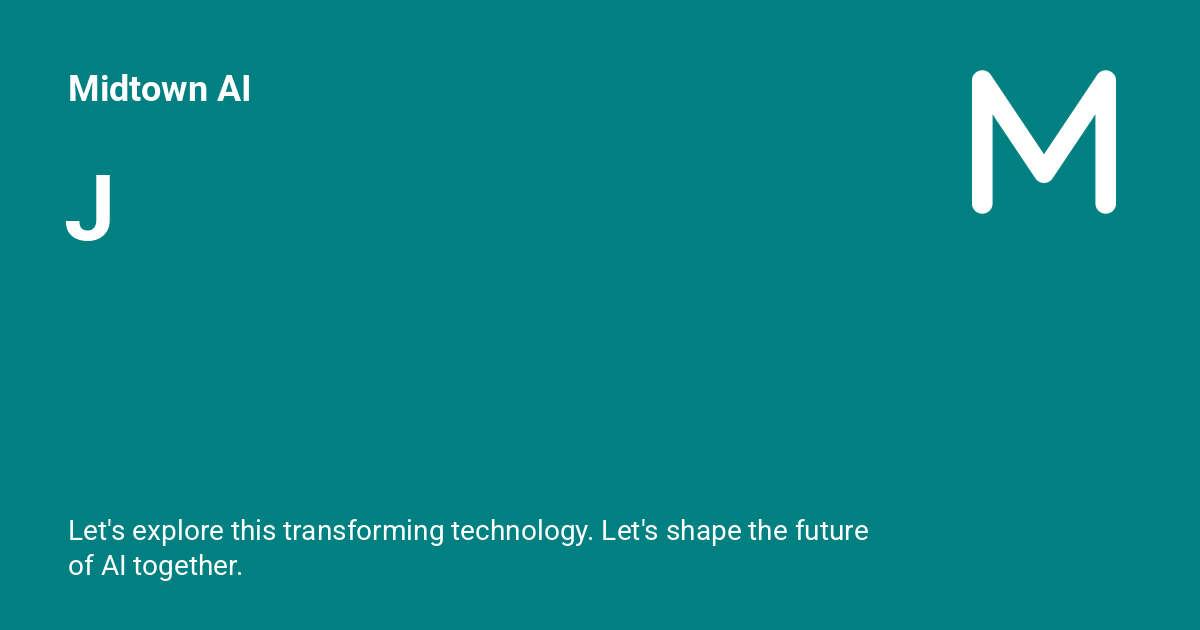 Midtown AI
M
J
Let's explore this transforming technology. Let's shape the future
of AI together.